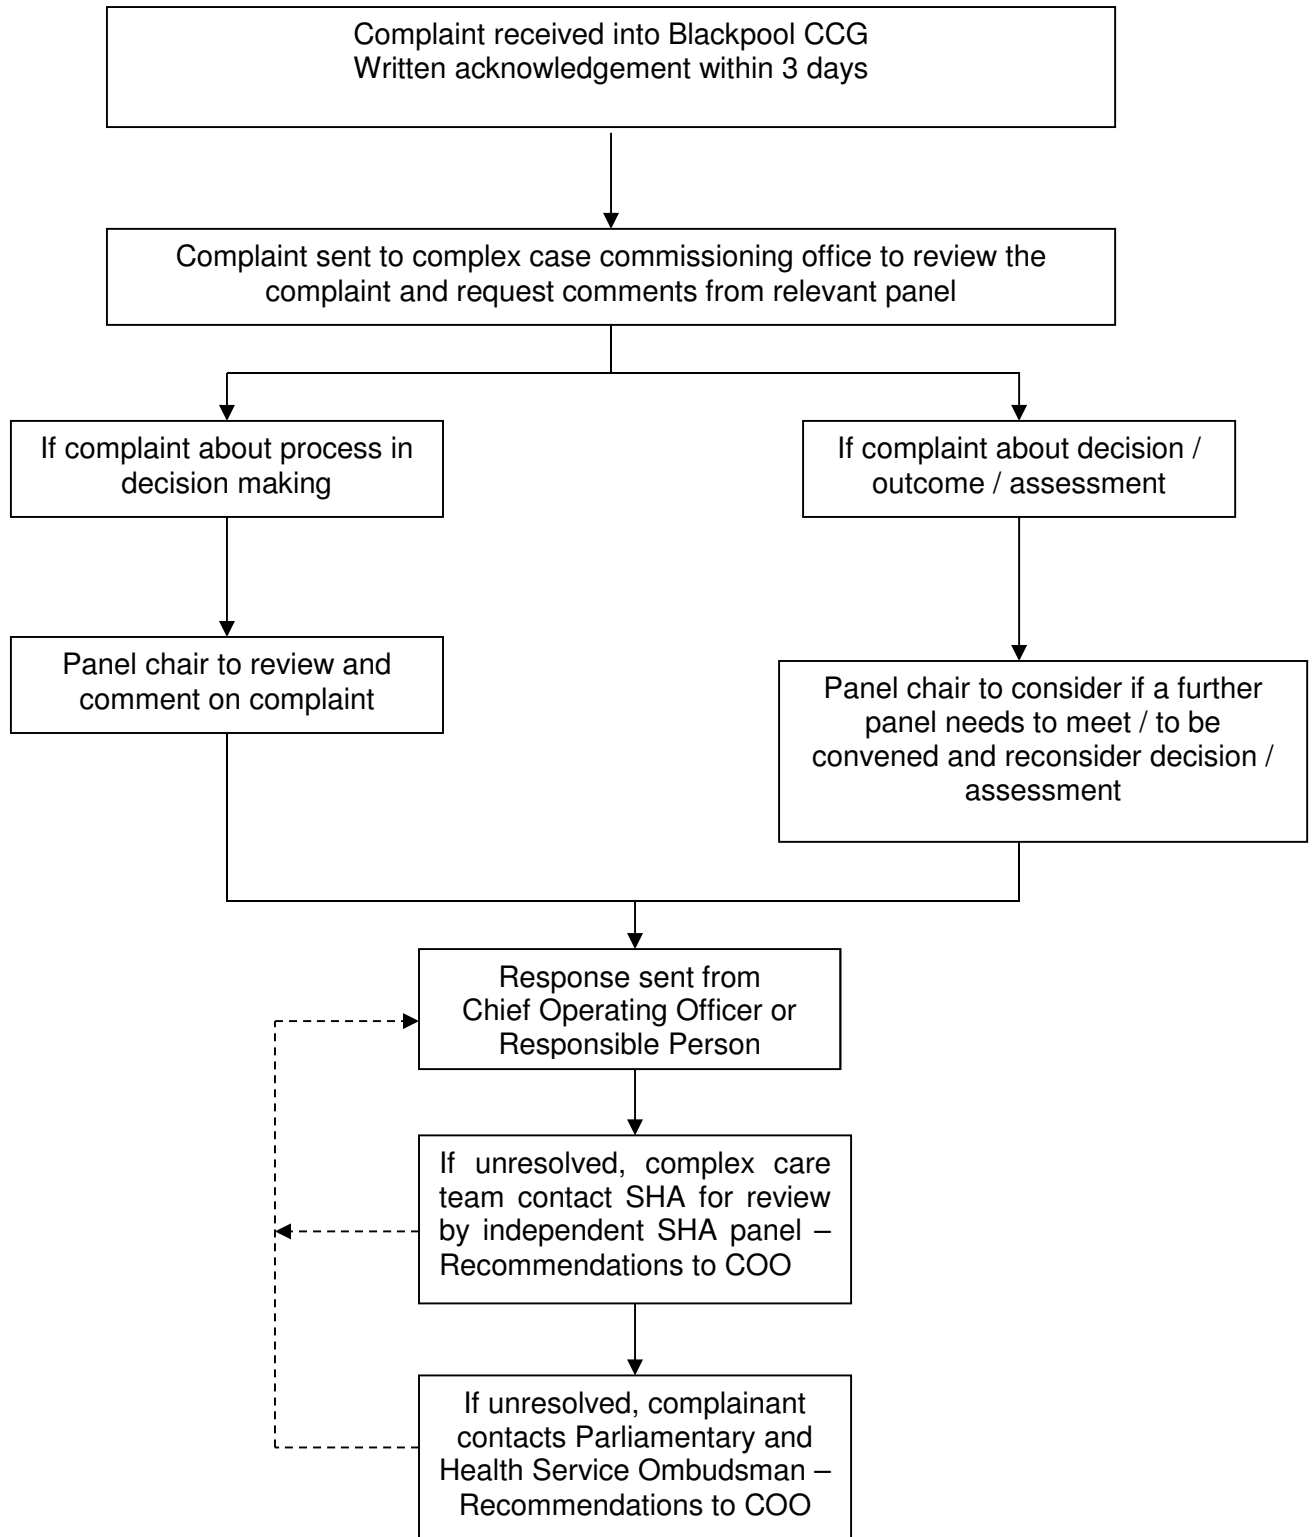 Complaint received into Blackpool CCG
Written acknowledgement within 3 days
Complaint sent to complex case commissioning office to review the
complaint and request comments from relevant panel
If complaint about process in
decision making
If complaint about decision /
outcome / assessment
Panel chair to review and
comment on complaint
Panel chair to consider if a further
panel needs to meet / to be
convened and reconsider decision /
assessment
Response sent from
Chief Operating Officer or
Responsible Person
If unresolved, complex care
team contact SHA for review
by independent SHA panel –
Recommendations to COO
If unresolved, complainant
contacts Parliamentary and
Health Service Ombudsman –
Recommendations to COO